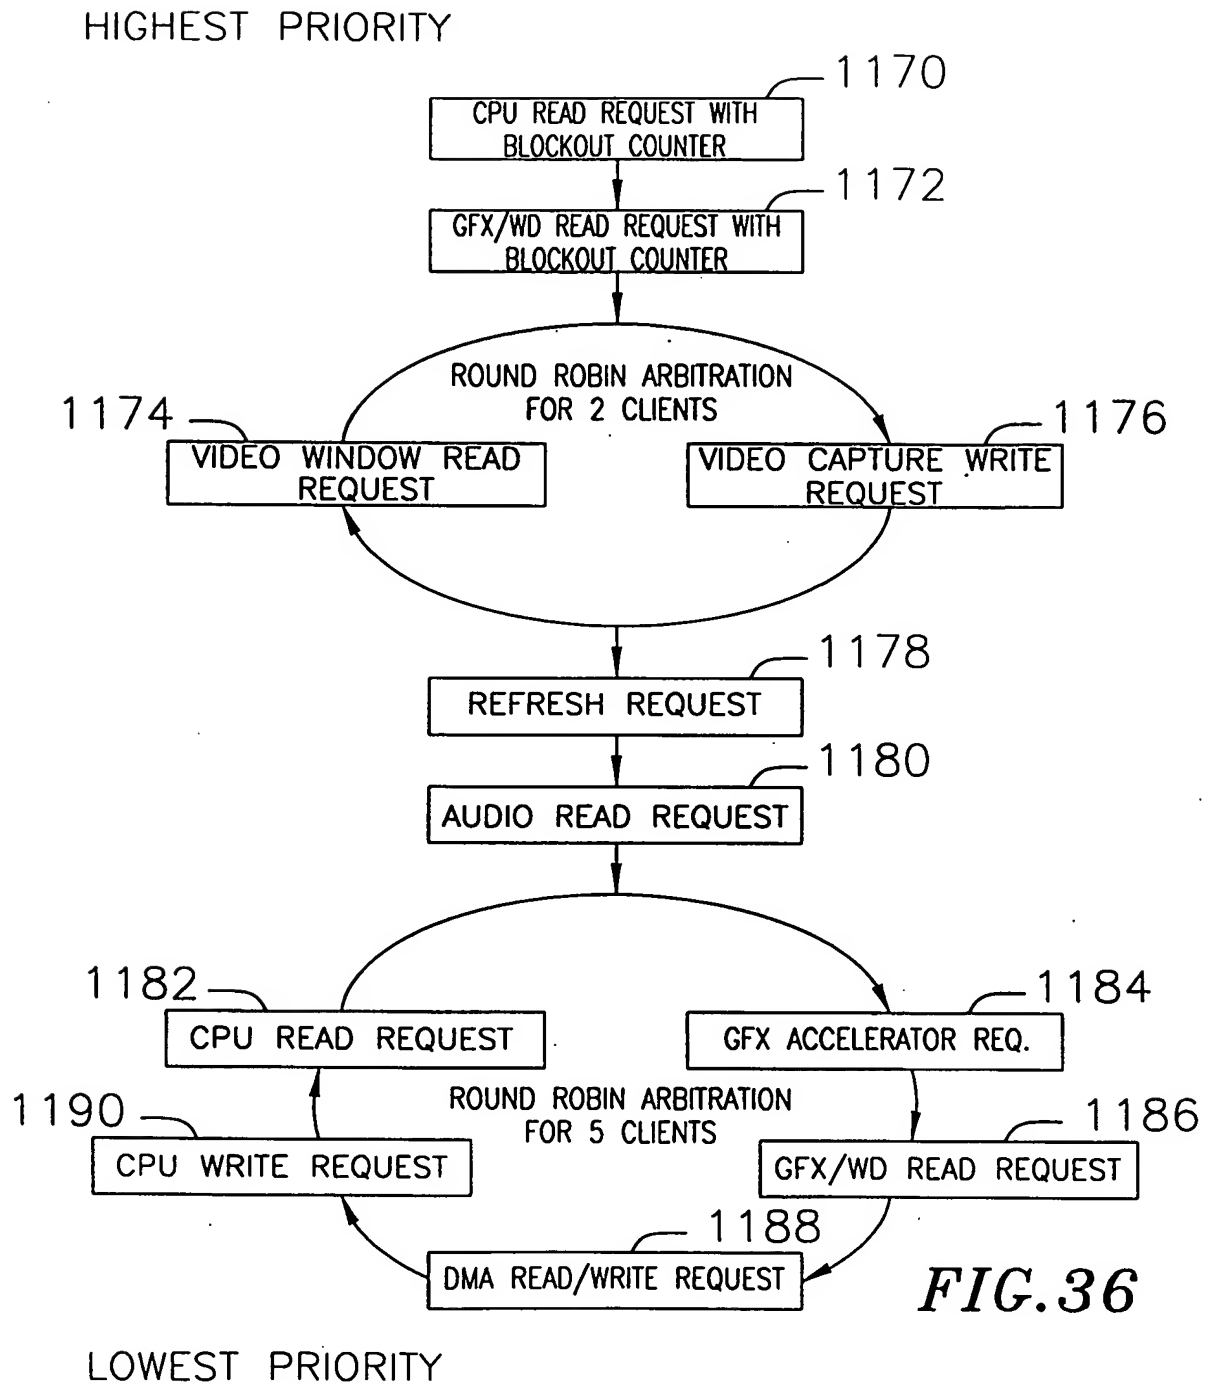 HIGHEST PRIORITY
1170
CPU READ REQUEST WITH
BLOCKOUT COUNTER
1172
GFX/WD READ REQUEST WITH
BLOCKOUT COUNTER
ROUND ROBIN ARBITRATION
FOR 2 CLIENTS
1174
VIDEO WINDOW READ
REQUEST
1176
VIDEO CAPTURE WRITE
REQUEST
1178
REFRESH REQUEST
1180
AUDIO READ REQUEST
1182
CPU READ REQUEST
1184
GFX ACCELERATOR REQ.
ROUND ROBIN ARBITRATION
FOR 5 CLIENTS
1190
CPU WRITE REQUEST
1186
GFX/WD READ REQUEST
1188
DMA READ/WRITE REQUEST
FIG.36
LOWEST PRIORITY